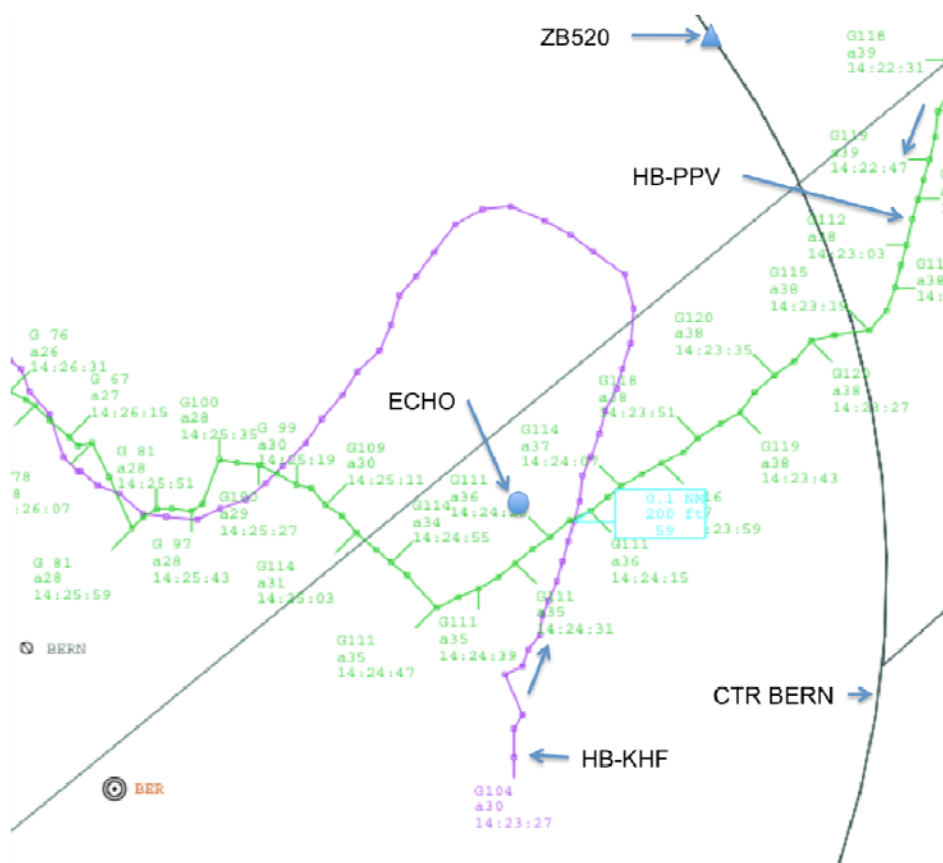 ZB520
G118
a39
14:22:31
G119
a39
14:22:47
HB-PPV
G112
a38
14:23:03
G115
a38
14:23:19
G120
a38
14:23:35
G120
a38
14:23:27
G 76
a26
14:26:31
G 67
a27
14:26:15
G100
a28
14:25:35
G 99
a30
14:25:19
ECHO
G118
a38
14:23:51
G114
a37
14:24:07
G119
a38
14:23:43
G109
a30
14:25:11
G111
a36
G 81
a28
14:25:51
G100
a29
14:25:27
G114
a34
14:24:55
0.1 NM
200 ft
59
G 97
a28
14:25:43
G 81
a28
14:25:59
G114
a31
14:25:03
G111
a36
14:24:15
G111
a35
14:24:31
G111
a35
14:24:39
G111
a35
14:24:47
BERN
CTR BERN
HB-KHF
BER
G104
a30
14:23:27